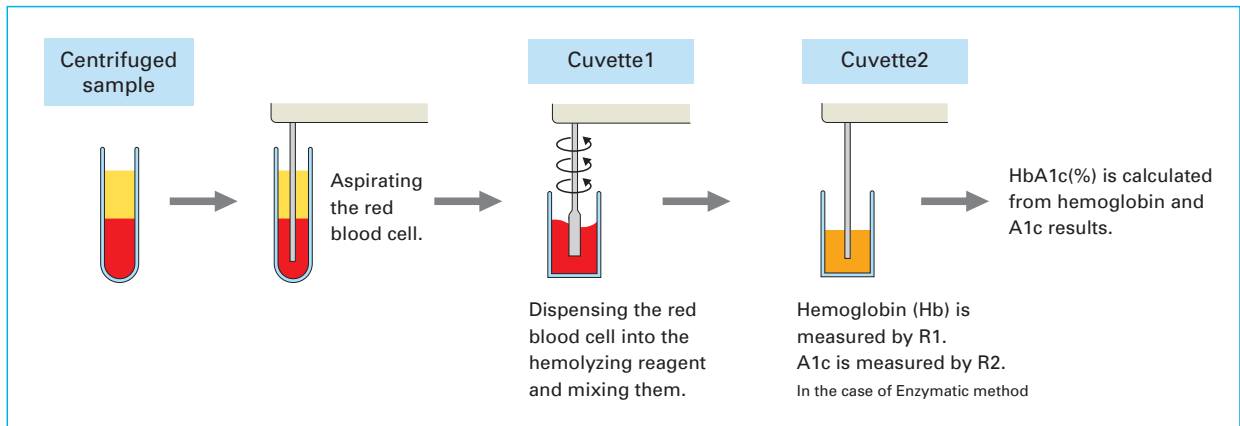 Centrifuged
sample
Aspirating
the red
blood cell.
Cuvette1
Dispensing the red
blood cell into the
hemolyzing reagent
and mixing them.
Cuvette2
Hemoglobin (Hb) is
measured by R1.
A1c is measured by R2.
In the case of Enzymatic method
HbA1c(%) is calculated
from hemoglobin and
A1c results.